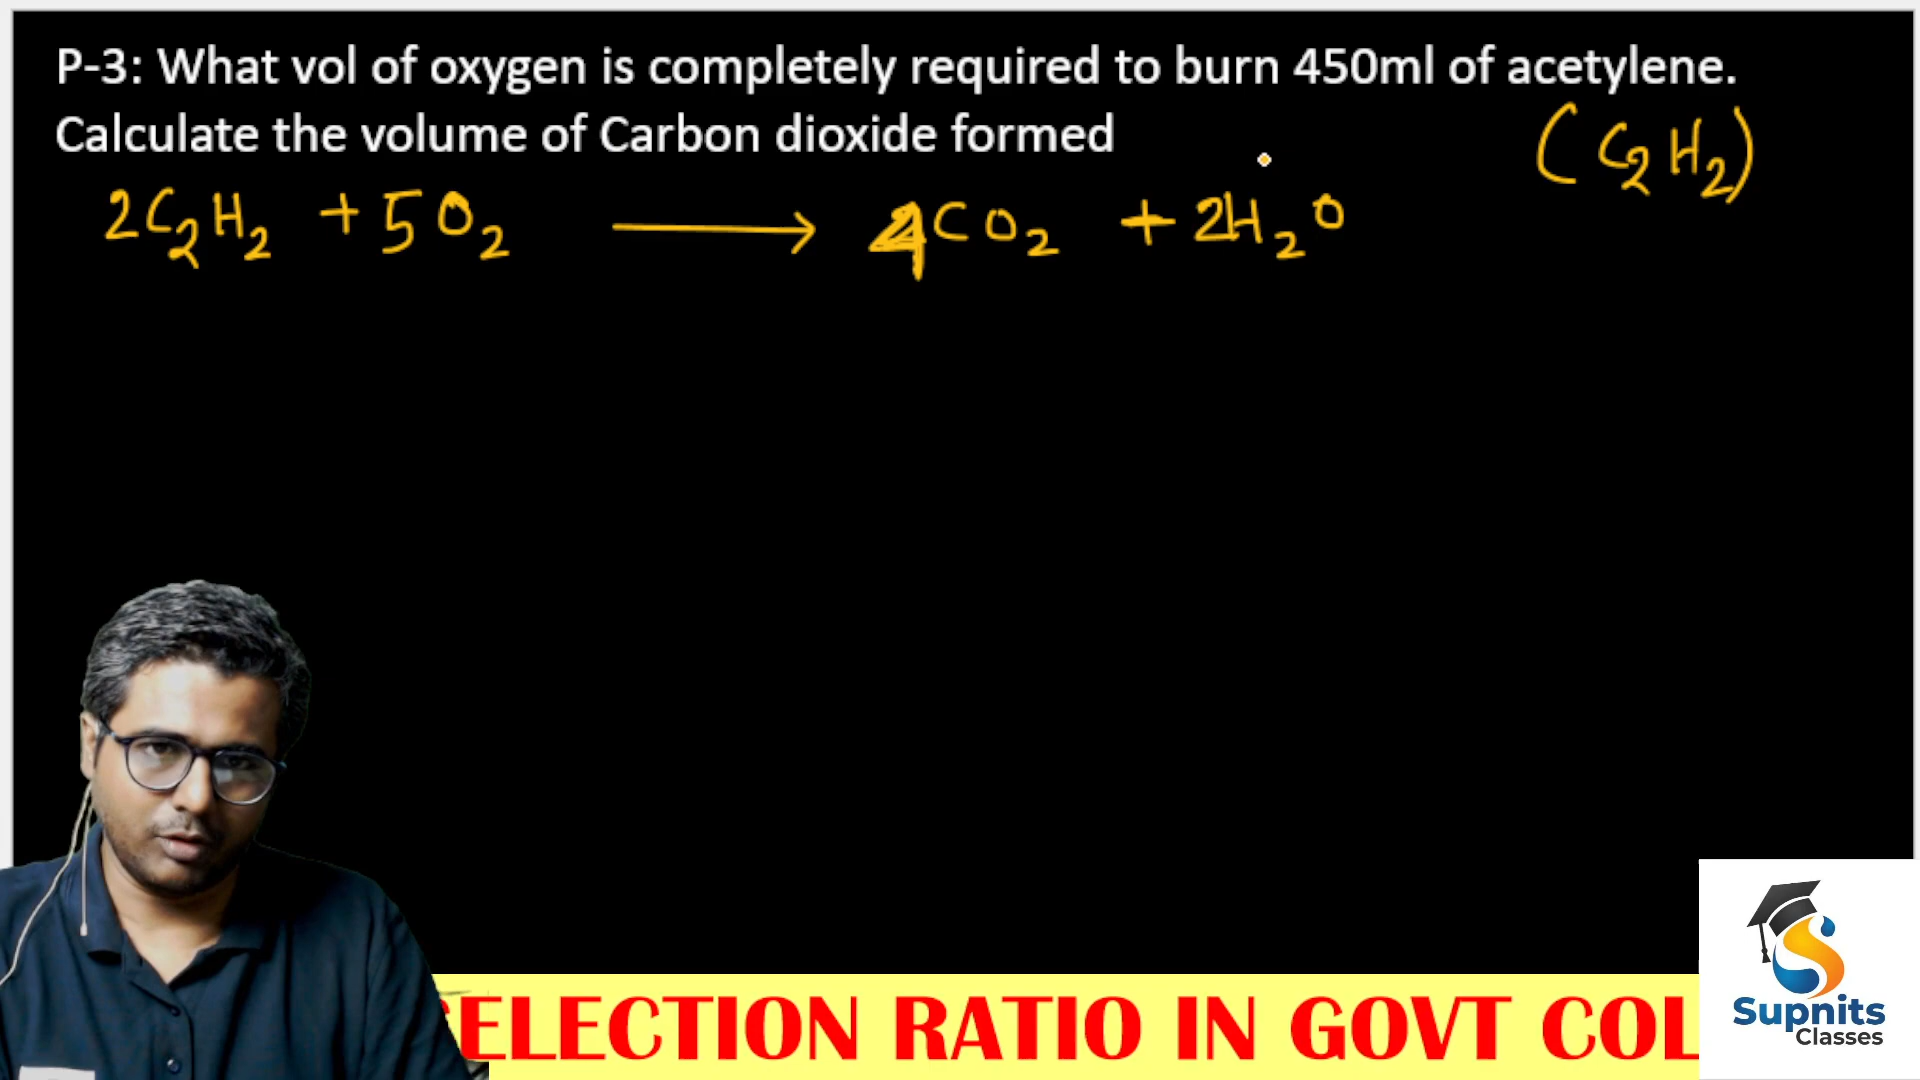 P-3: What vol of oxygen is completely required to burn 450ml of acetylene.
Calculate the volume of Carbon dioxide formed
(C₂H₂)
2C₂H₂ + 5O₂ ⟶ 4CO₂ + 2H₂O
ELECTION RATIO IN GOVT COL
Supnits
Classes